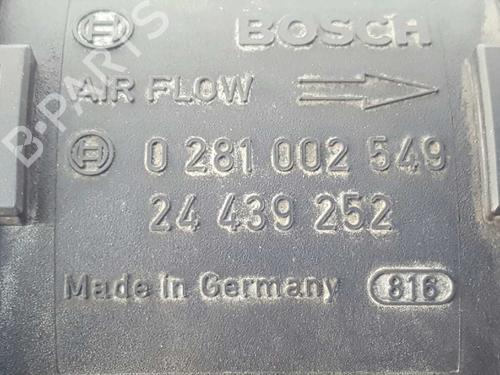 BOSCH
AIR FLOW
0 281 002 549
24 439 252
Made in Germany 816
B-PARTS